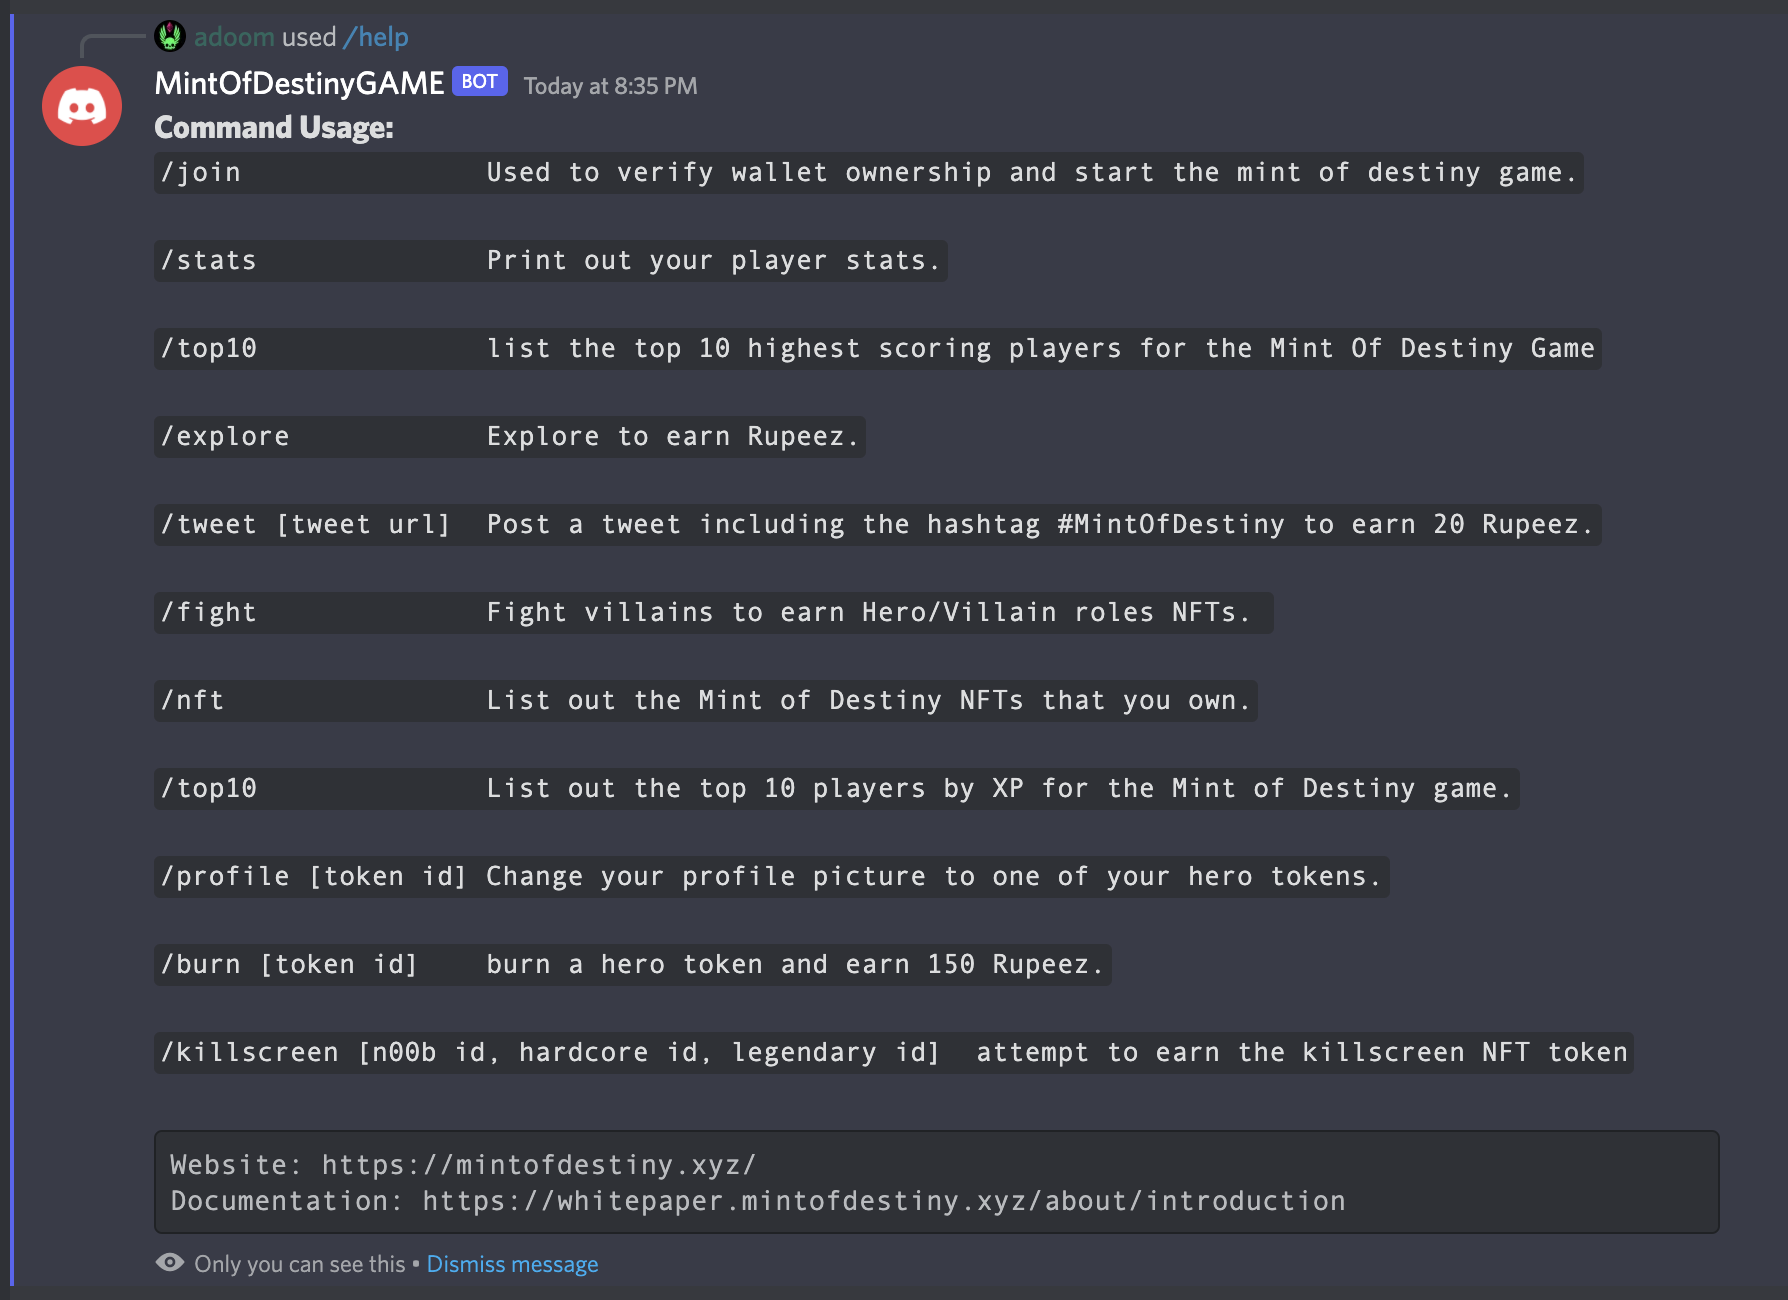 adoom used /help
MintOfDestinyGAME BOT Today at 8:35 PM
Command Usage:
/join Used to verify wallet ownership and start the mint of destiny game.
/stats Print out your player stats.
/top10 list the top 10 highest scoring players for the Mint Of Destiny Game
/explore Explore to earn Rupeez.
/tweet [tweet url] Post a tweet including the hashtag #MintOfDestiny to earn 20 Rupeez.
/fight Fight villains to earn Hero/Villain roles NFTs.
/nft List out the Mint of Destiny NFTs that you own.
/top10 List out the top 10 players by XP for the Mint of Destiny game.
/profile [token id] Change your profile picture to one of your hero tokens.
/burn [token id] burn a hero token and earn 150 Rupeez.
/killscreen [n00b id, hardcore id, legendary id] attempt to earn the killscreen NFT token
Website: https://mintofdestiny.xyz/
Documentation: https://whitepaper.mintofdestiny.xyz/about/introduction
Only you can see this • Dismiss message